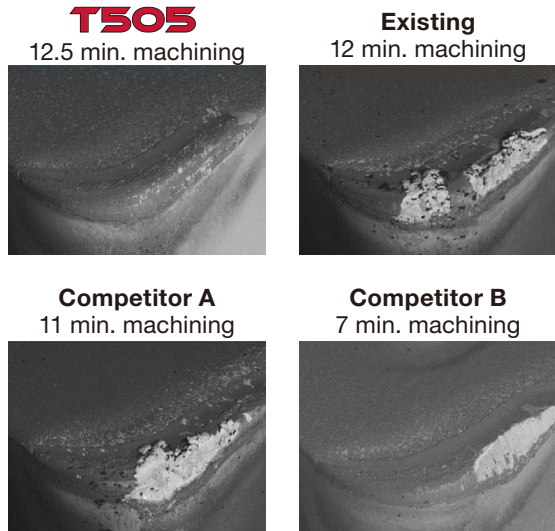 T505
12.5 min. machining
Existing
12 min. machining
Competitor A
11 min. machining
Competitor B
7 min. machining